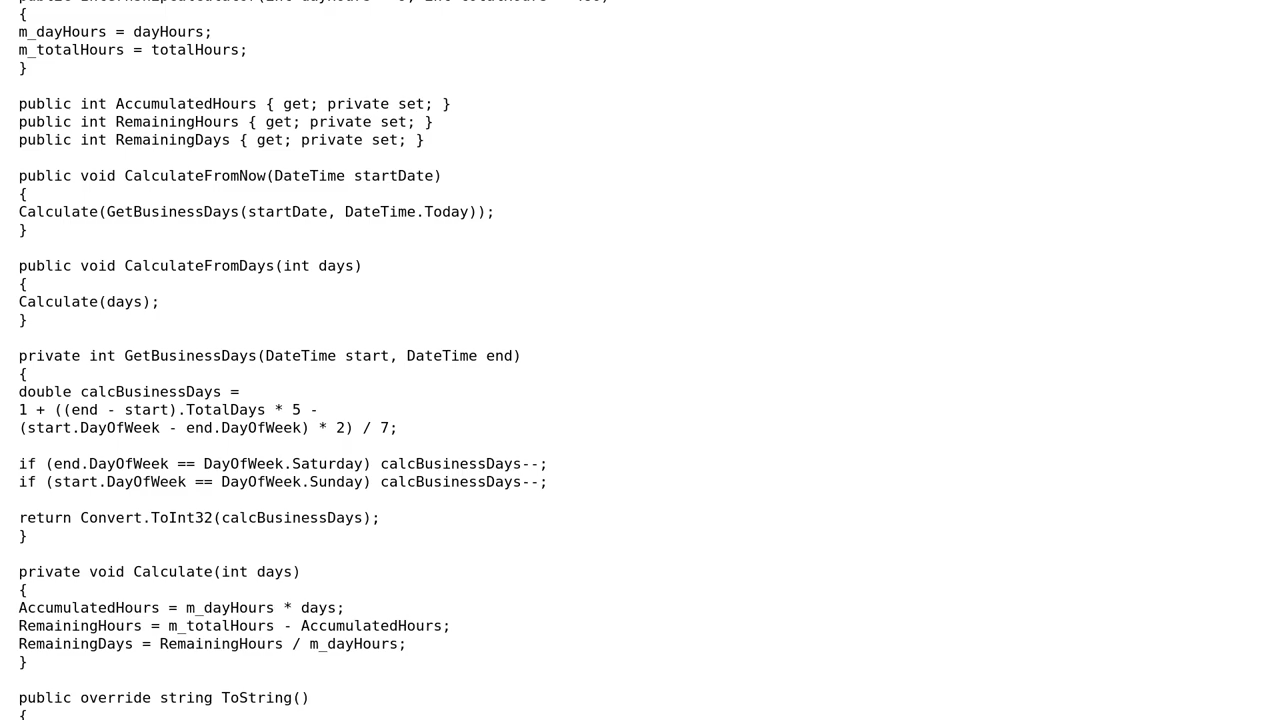 {
m_dayHours = dayHours;
m_totalHours = totalHours;
}
public int AccumulatedHours { get; private set; }
public int RemainingHours { get; private set; }
public int RemainingDays { get; private set; }
public void CalculateFromNow(DateTime startDate)
{
Calculate(GetBusinessDays(startDate, DateTime.Today));
}
public void CalculateFromDays(int days)
{
Calculate(days);
}
private int GetBusinessDays(DateTime start, DateTime end)
{
double calcBusinessDays =
1 + ((end - start).TotalDays * 5 -
(start.DayOfWeek - end.DayOfWeek) * 2) / 7;
if (end.DayOfWeek == DayOfWeek.Saturday) calcBusinessDays--;
if (start.DayOfWeek == DayOfWeek.Sunday) calcBusinessDays--;
return Convert.ToInt32(calcBusinessDays);
}
private void Calculate(int days)
{
AccumulatedHours = m_dayHours * days;
RemainingHours = m_totalHours - AccumulatedHours;
RemainingDays = RemainingHours / m_dayHours;
}
public override string ToString()
{